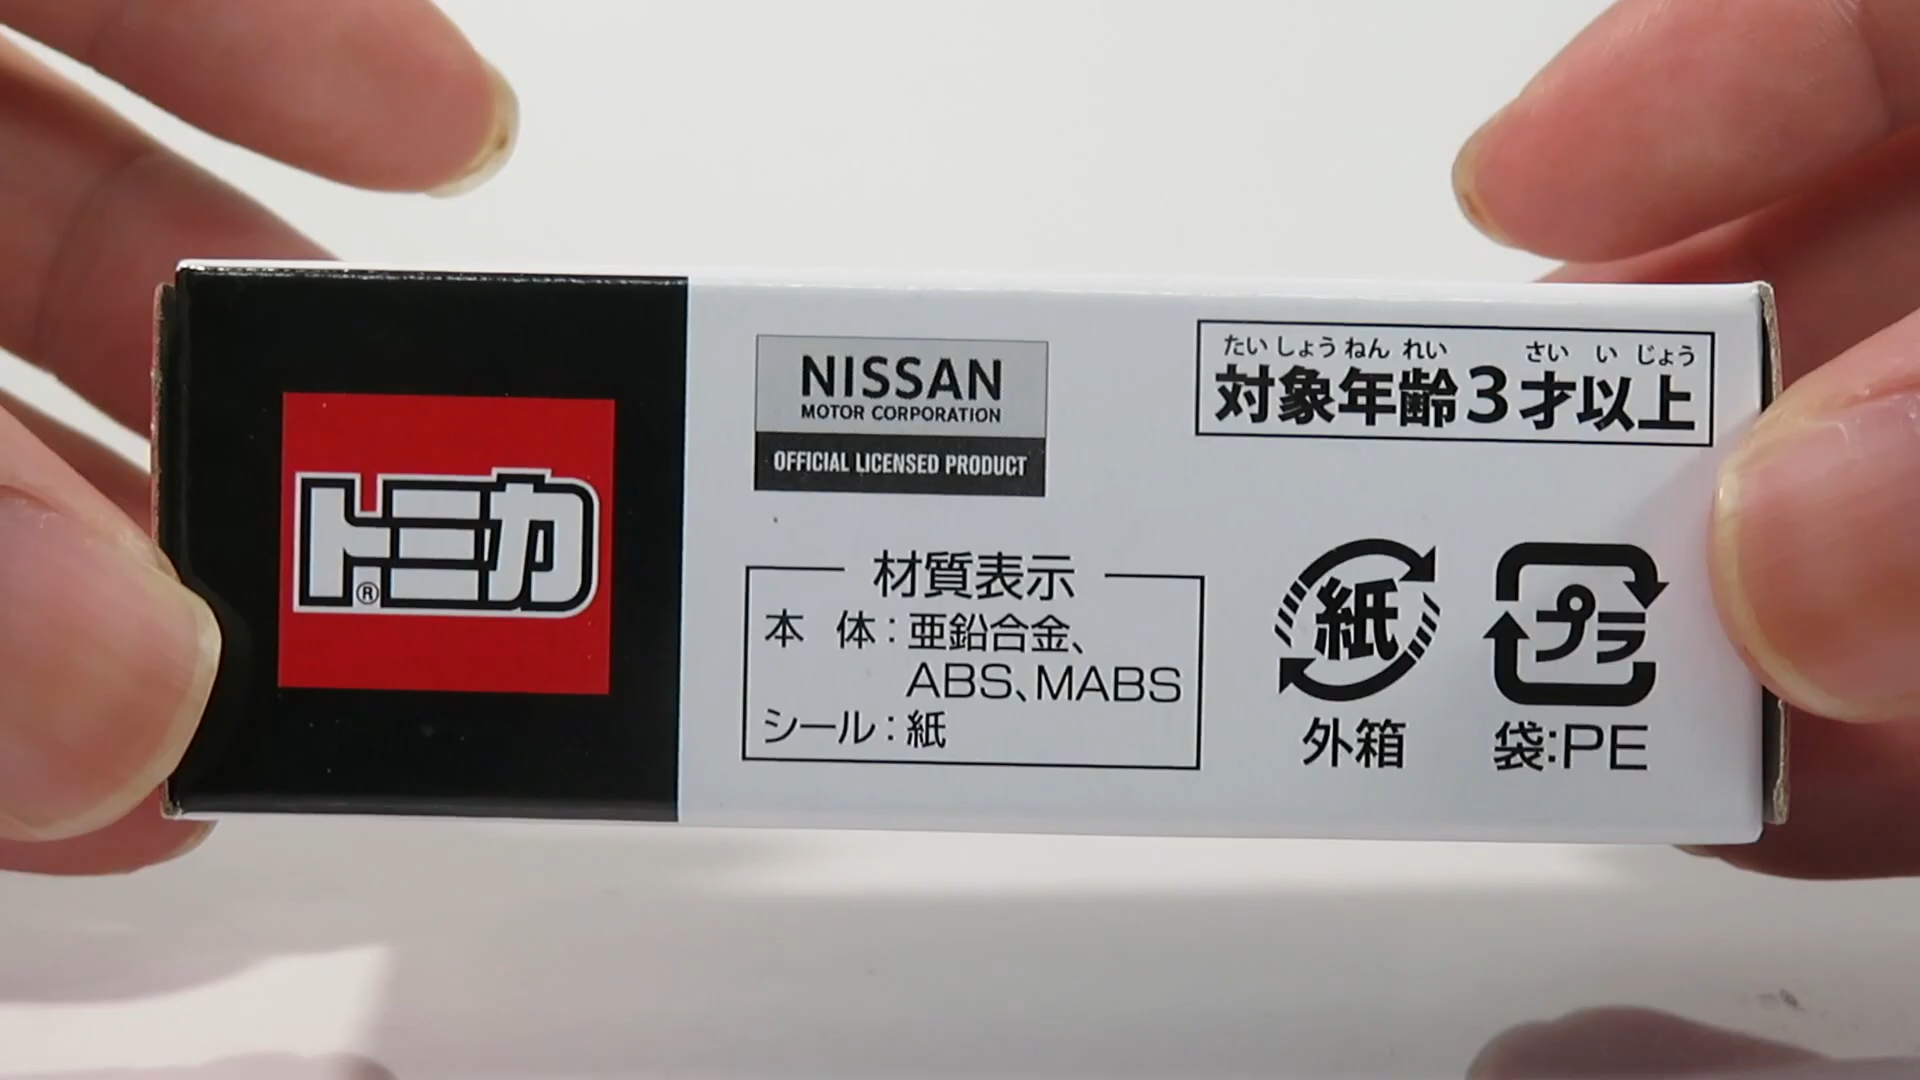 トミカ®
NISSAN
MOTOR CORPORATION
OFFICIAL LICENSED PRODUCT
たいしょうねんれい さいいじょう
対象年齢3才以上
材質表示
本 体:亜鉛合金、
ABS、MABS
シール:紙
紙
外箱
プラ
袋:PE